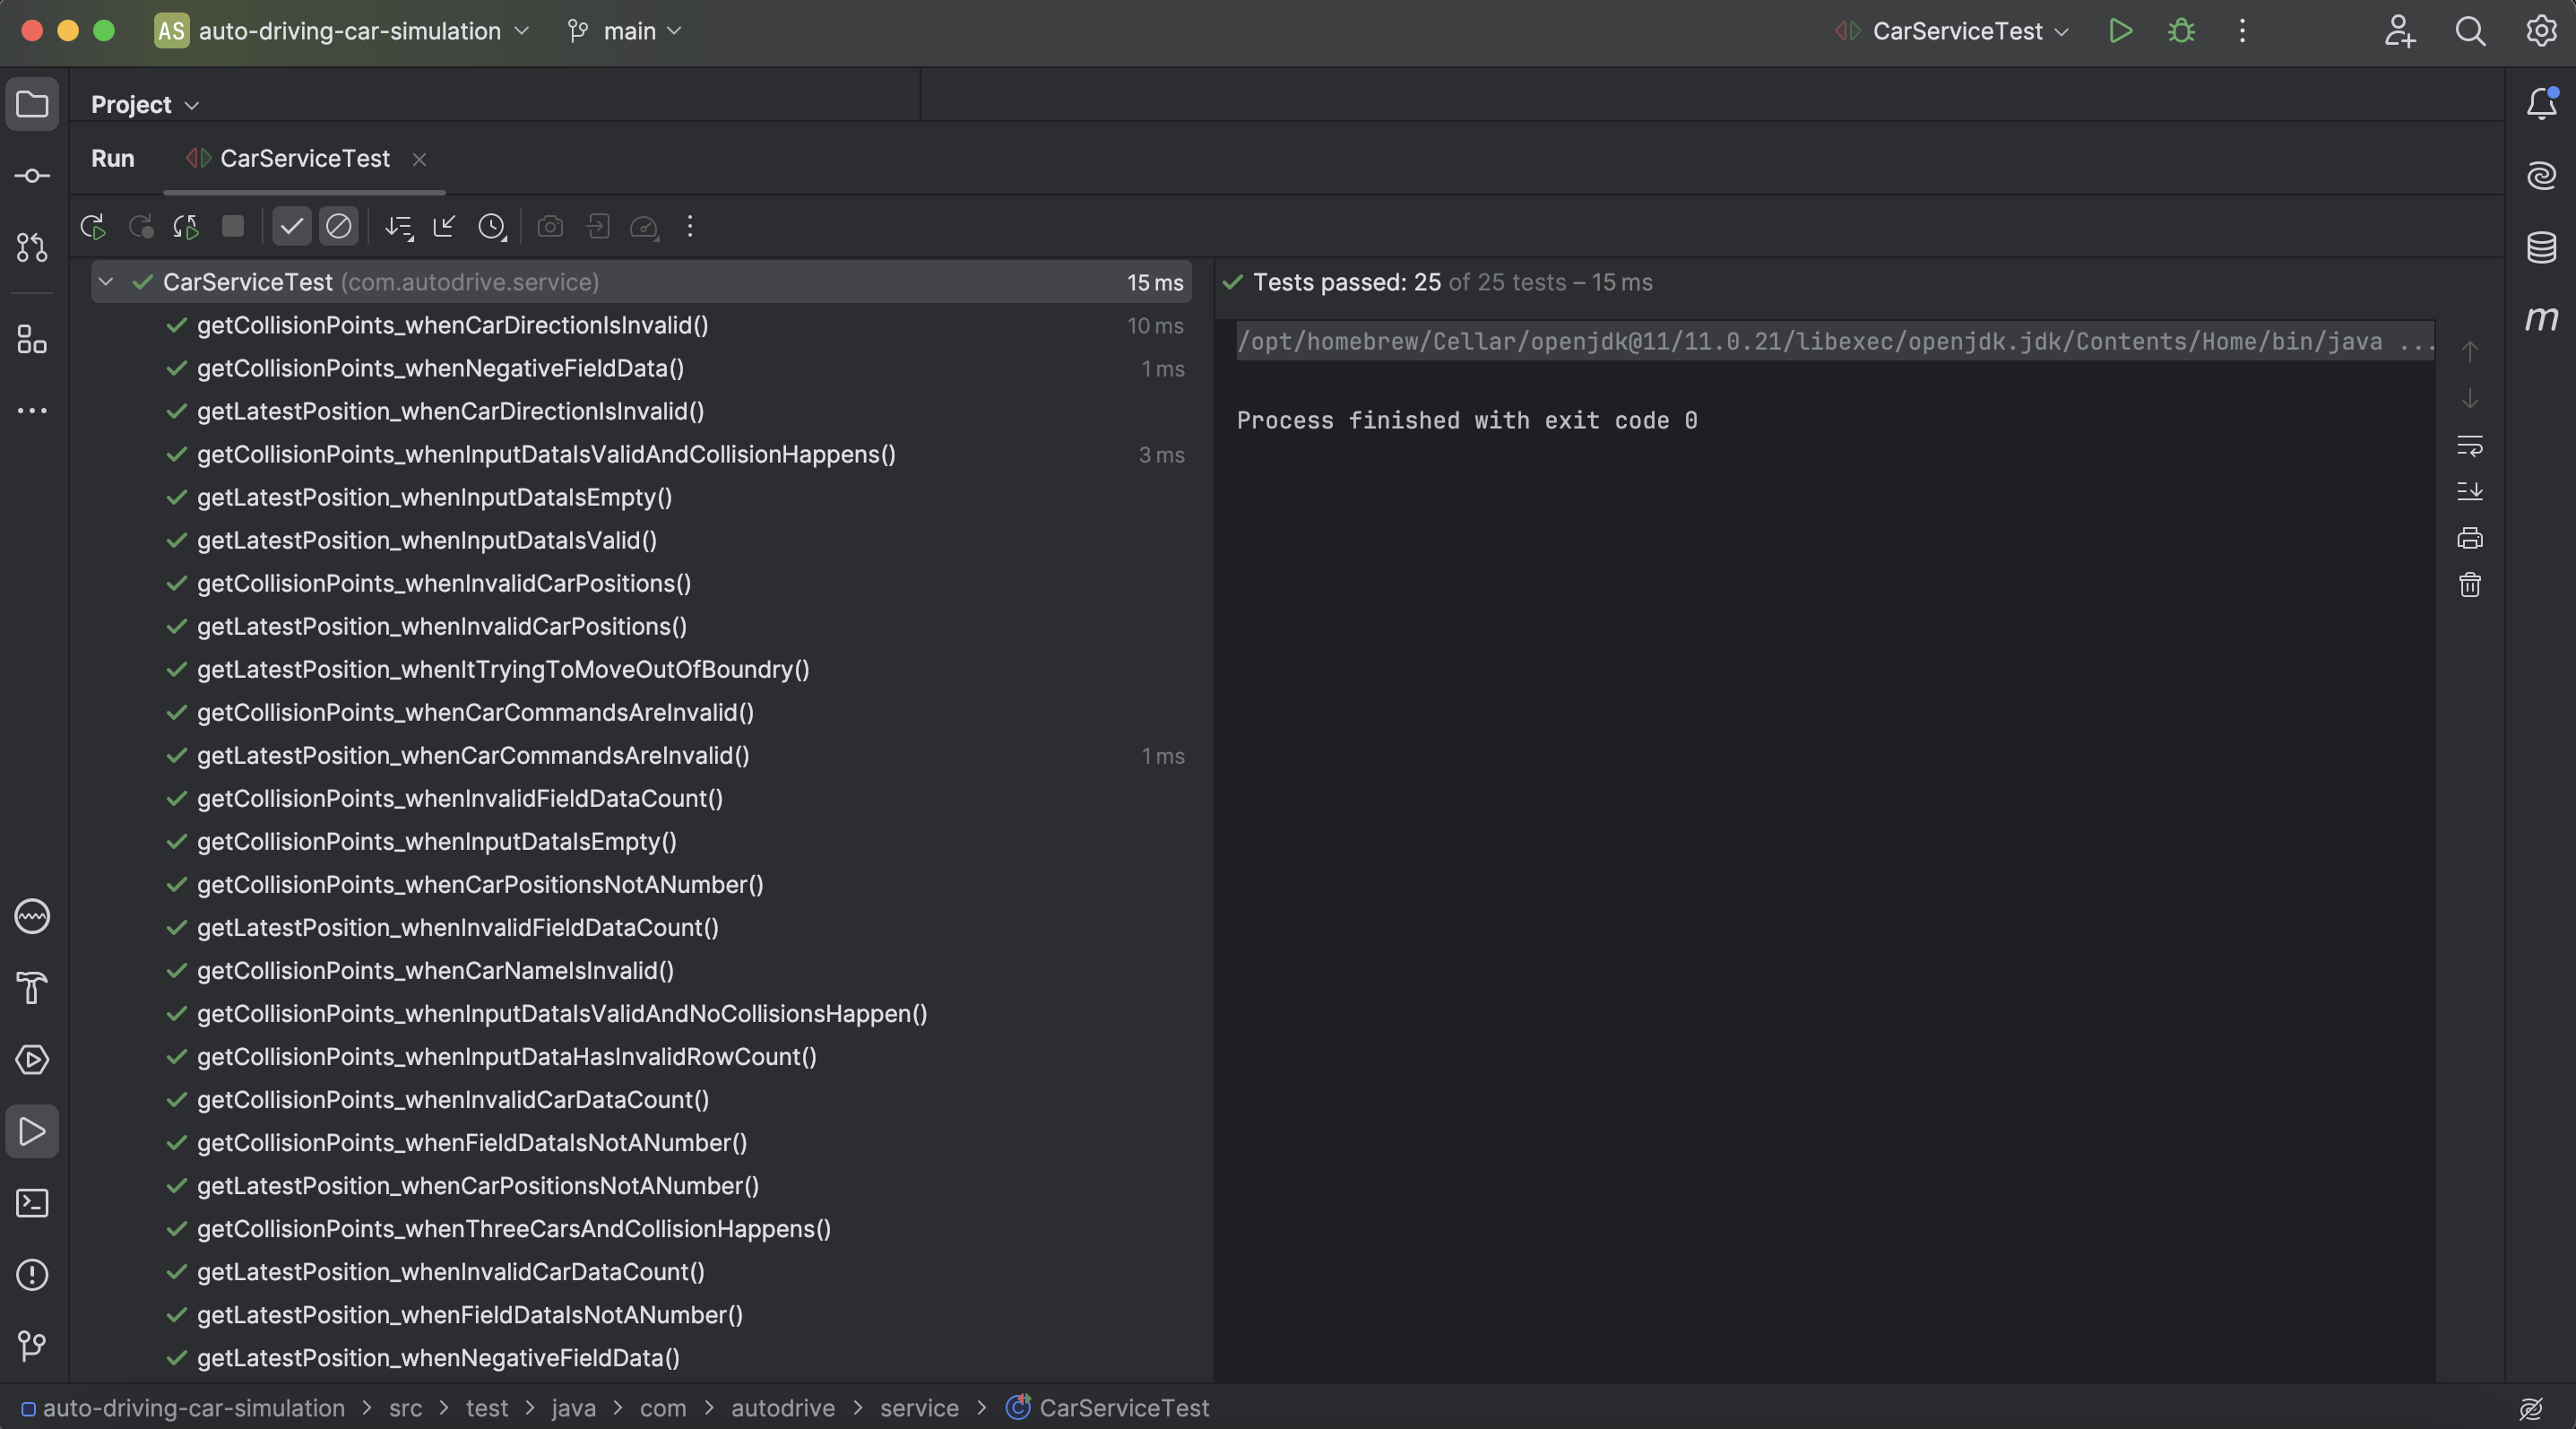 AS auto-driving-car-simulation main CarServiceTest
Project
Run CarServiceTest
CarServiceTest (com.autodrive.service) 15 ms
getCollisionPoints_whenCarDirectionIsInvalid() 10 ms
getCollisionPoints_whenNegativeFieldData() 1 ms
getLatestPosition_whenCarDirectionIsInvalid()
getCollisionPoints_whenInputDataIsValidAndCollisionHappens() 3 ms
getLatestPosition_whenInputDataIsEmpty()
getLatestPosition_whenInputDataIsValid()
getCollisionPoints_whenInvalidCarPositions()
getLatestPosition_whenInvalidCarPositions()
getLatestPosition_whenItTryingToMoveOutOfBoundry()
getCollisionPoints_whenCarCommandsAreInvalid()
getLatestPosition_whenCarCommandsAreInvalid() 1 ms
getCollisionPoints_whenInvalidFieldDataCount()
getCollisionPoints_whenInputDataIsEmpty()
getCollisionPoints_whenCarPositionsNotANumber()
getLatestPosition_whenInvalidFieldDataCount()
getCollisionPoints_whenCarNameIsInvalid()
getCollisionPoints_whenInputDataIsValidAndNoCollisionsHappen()
getCollisionPoints_whenInputDataHasInvalidRowCount()
getCollisionPoints_whenInvalidCarDataCount()
getCollisionPoints_whenFieldDataIsNotANumber()
getLatestPosition_whenCarPositionsNotANumber()
getCollisionPoints_whenThreeCarsAndCollisionHappens()
getLatestPosition_whenInvalidCarDataCount()
getLatestPosition_whenFieldDataIsNotANumber()
getLatestPosition_whenNegativeFieldData()
Tests passed: 25 of 25 tests – 15 ms
/opt/homebrew/Cellar/openjdk@11/11.0.21/libexec/openjdk.jdk/Contents/Home/bin/java ...
Process finished with exit code 0
m
auto-driving-car-simulation > src > test > java > com > autodrive > service > CarServiceTest